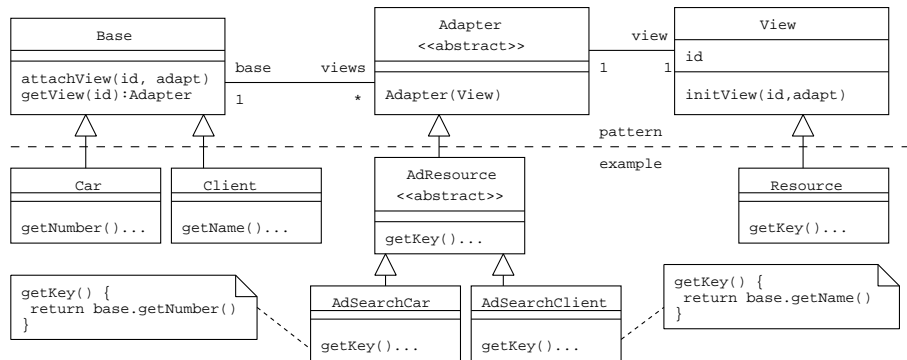 Base
attachView(id, adapt)
getView(id):Adapter
base
views
1
*
Adapter
<<abstract>>
Adapter(View)
view
1
1
View
id
initView(id,adapt)
pattern
example
Car
getNumber()...
Client
getName()...
AdResource
<<abstract>>
getKey()...
Resource
getKey()...
getKey() {
return base.getNumber()
}
AdSearchCar
getKey()...
AdSearchClient
getKey()...
getKey() {
return base.getName()
}